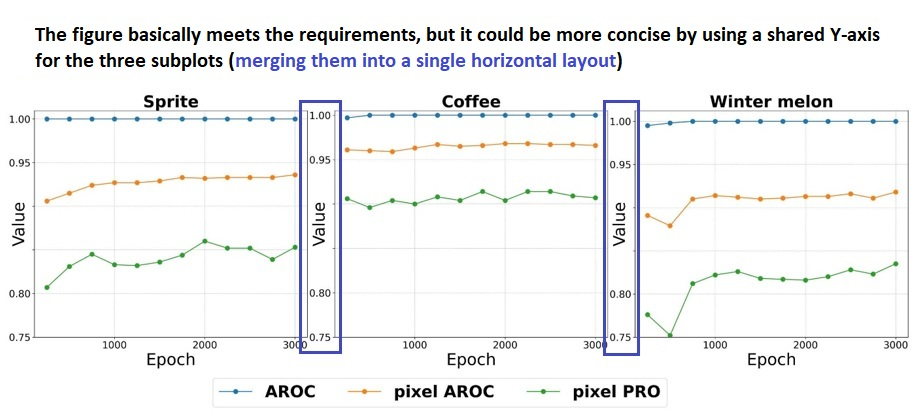 The figure basically meets the requirements, but it could be more concise by using a shared Y-axis
for the three subplots (merging them into a single horizontal layout)
Sprite
1.00
0.95
0.80
0.75
Value
1000
2000
3000
Epoch
Coffee
1.00
0.95
0.80
0.75
Value
1000
2000
3000
Epoch
Winter melon
1.00
0.95
0.80
0.75
Value
1000
2000
3000
Epoch
AROC
pixel AROC
pixel PRO